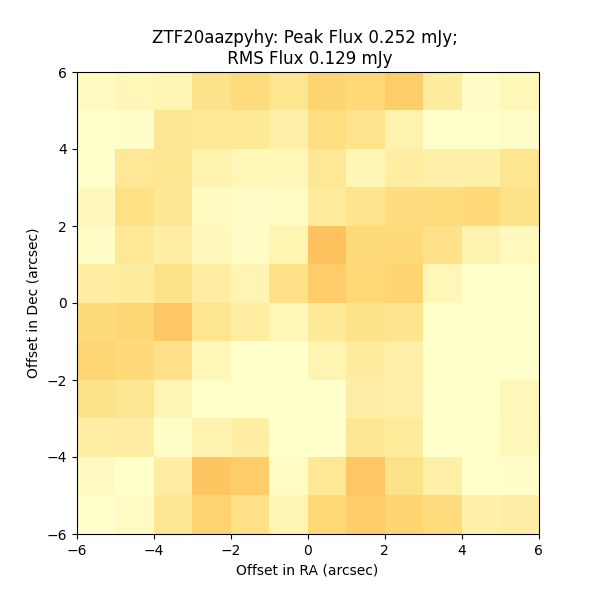 ZTF20aazpyhy: Peak Flux 0.252 mJy;
RMS Flux 0.129 mJy
6
4
2
0
−2
−4
−6
Offset in Dec (arcsec)
−6 −4 −2 0 2 4 6
Offset in RA (arcsec)